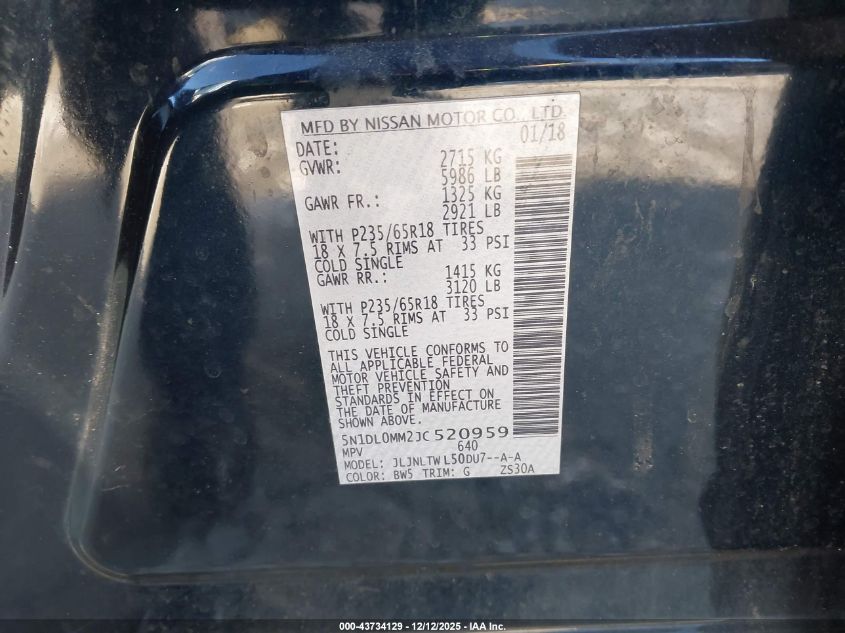 MFD BY NISSAN MOTOR CO., LTD.
DATE: 01/18
GVWR: 2715 KG
5986 LB
GAWR FR.: 1325 KG
2921 LB
WITH P235/65R18 TIRES
18 X 7.5 RIMS AT 33 PSI
COLD SINGLE
GAWR RR.: 1415 KG
3120 LB
WITH P235/65R18 TIRES
18 X 7.5 RIMS AT 33 PSI
COLD SINGLE
THIS VEHICLE CONFORMS TO
ALL APPLICABLE FEDERAL
MOTOR VEHICLE SAFETY AND
THEFT PREVENTION
STANDARDS IN EFFECT ON
THE DATE OF MANUFACTURE
SHOWN ABOVE.
5N1DL0MM2JC520959
MPV 640
MODEL: JLJNLTWL50DU7--A-A
COLOR: BW5 TRIM: G ZS30A
000-43734129 - 12/12/2025 - IAA Inc.